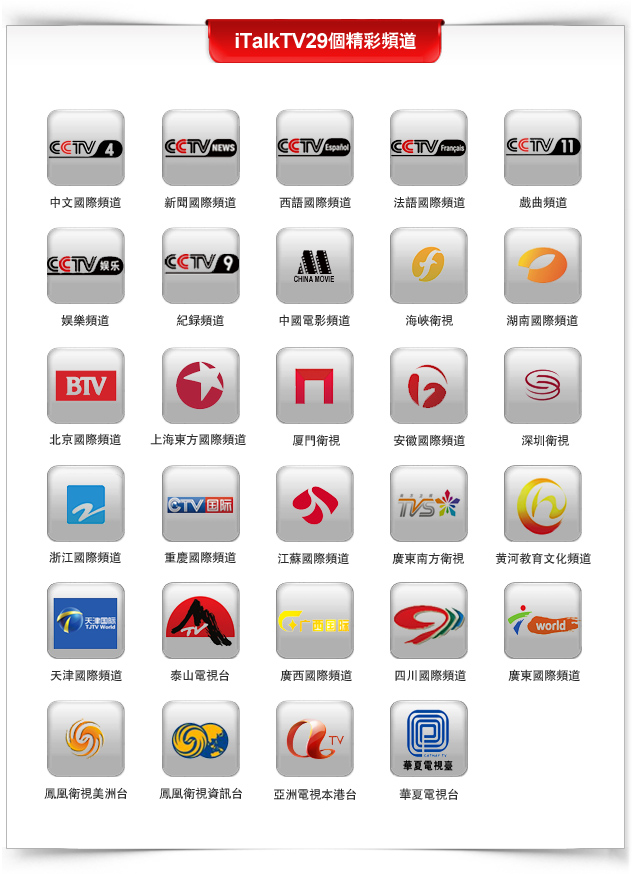 iTalkTV29個精彩頻道
CCTV 4
CCTV NEWS
CCTV Español
CCTV Français
CCTV 11
中文國際頻道
新聞國際頻道
西語國際頻道
法語國際頻道
戲曲頻道
CCTV 娱乐
CCTV 9
CHINA MOVIE
娛樂頻道
紀録頻道
中國電影頻道
海峽衛視
湖南國際頻道
BTV
北京國際頻道
上海東方國際頻道
厦門衛視
安徽國際頻道
深圳衛視
CTV 国际
TVS
浙江國際頻道
重慶國際頻道
江蘇國際頻道
廣東南方衛視
黄河教育文化頻道
天津国际
TJTV World
TV
广西国际
world
天津國際頻道
泰山電視台
廣西國際頻道
四川國際頻道
廣東國際頻道
TV
CATHAY TV
華夏電視臺
鳳凰衛視美洲台
鳳凰衛視資訊台
亞洲電視本港台
華夏電視台